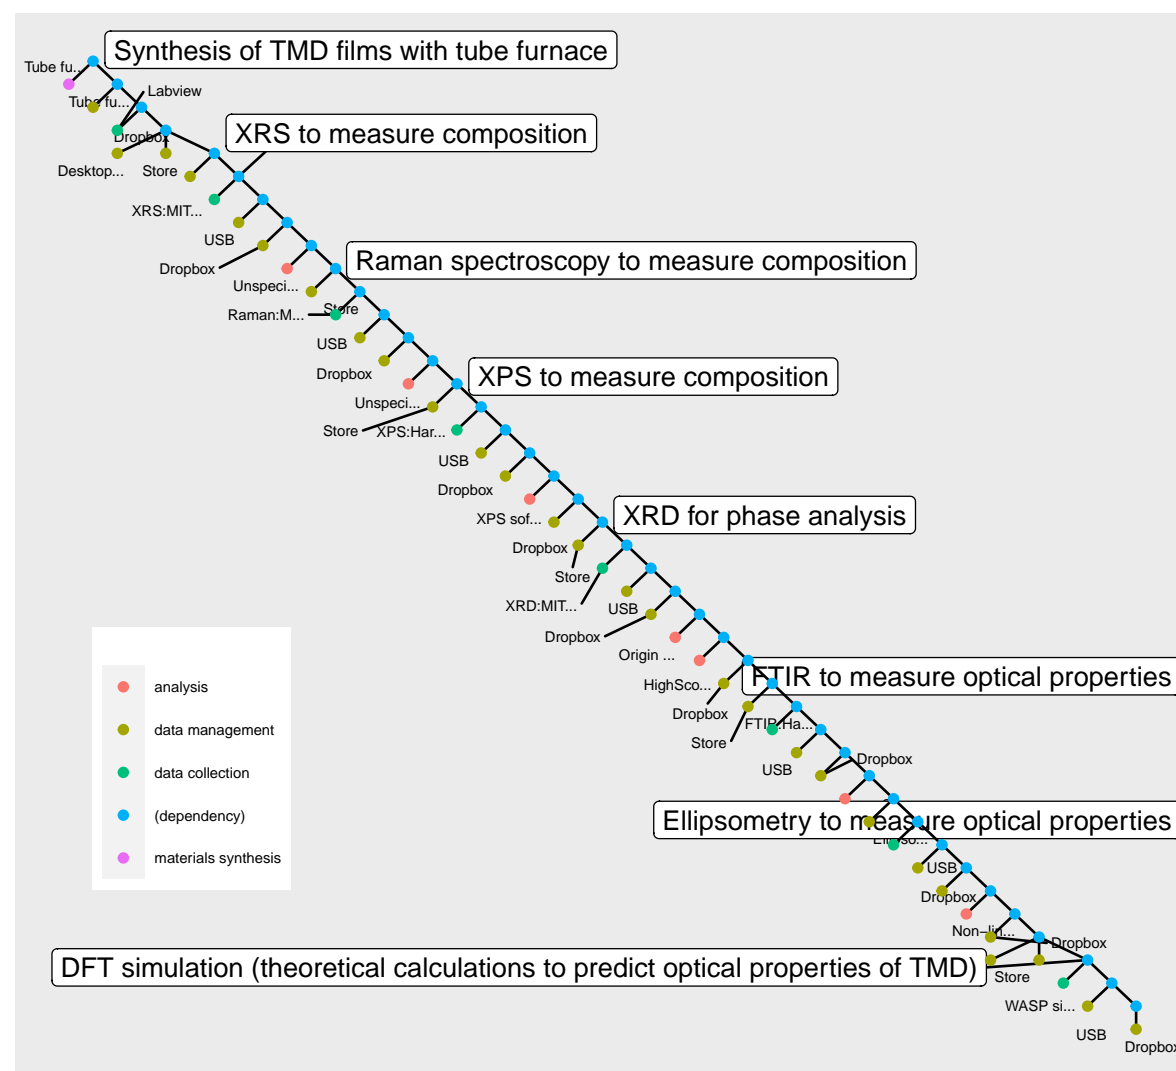 Synthesis of TMD films with tube furnace
Tube fu...
Labview
Tube fu...
XRS to measure composition
Dropbox
Desktop...
Store
XRS:MIT...
USB
Raman spectroscopy to measure composition
Dropbox
Unspeci...
Store
Raman:M...
USB
Dropbox
XPS to measure composition
Unspeci...
Store
XPS:Har...
USB
Dropbox
XPS sof...
XRD for phase analysis
Dropbox
Store
XRD:MIT...
USB
Dropbox
Origin ...
FTIR to measure optical properties
HighSco...
Dropbox
FTIR:Ha...
Store
Dropbox
USB
analysis
data management
data collection
(dependency)
materials synthesis
Ellipsometry to measure optical properties
USB
Dropbox
Non-lin...
Dropbox
DFT simulation (theoretical calculations to predict optical properties of TMD)
Store
WASP si...
USB
Dropbox